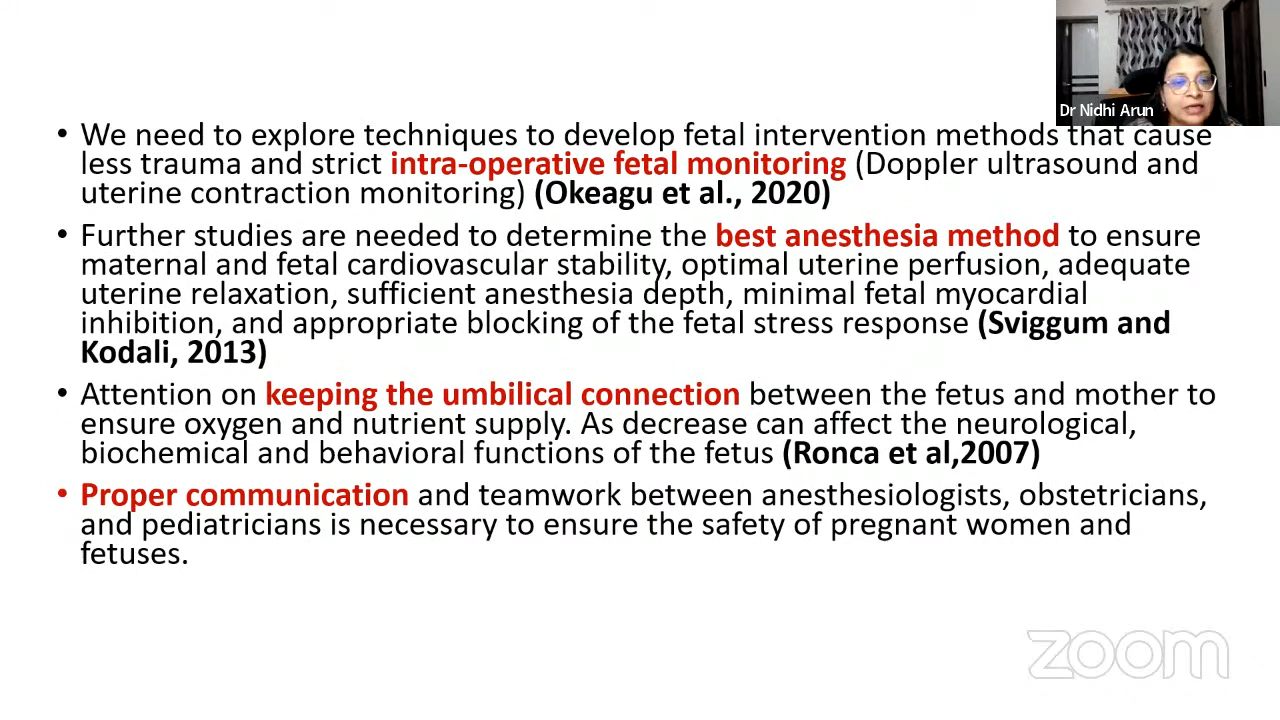 Dr Nidhi Arun
• We need to explore techniques to develop fetal intervention methods that cause
less trauma and strict intra-operative fetal monitoring (Doppler ultrasound and
uterine contraction monitoring) (Okeagu et al., 2020)
• Further studies are needed to determine the best anesthesia method to ensure
maternal and fetal cardiovascular stability, optimal uterine perfusion, adequate
uterine relaxation, sufficient anesthesia depth, minimal fetal myocardial
inhibition, and appropriate blocking of the fetal stress response (Sviggum and
Kodali, 2013)
• Attention on keeping the umbilical connection between the fetus and mother to
ensure oxygen and nutrient supply. As decrease can affect the neurological,
biochemical and behavioral functions of the fetus (Ronca et al,2007)
• Proper communication and teamwork between anesthesiologists, obstetricians,
and pediatricians is necessary to ensure the safety of pregnant women and
fetuses.
zoom